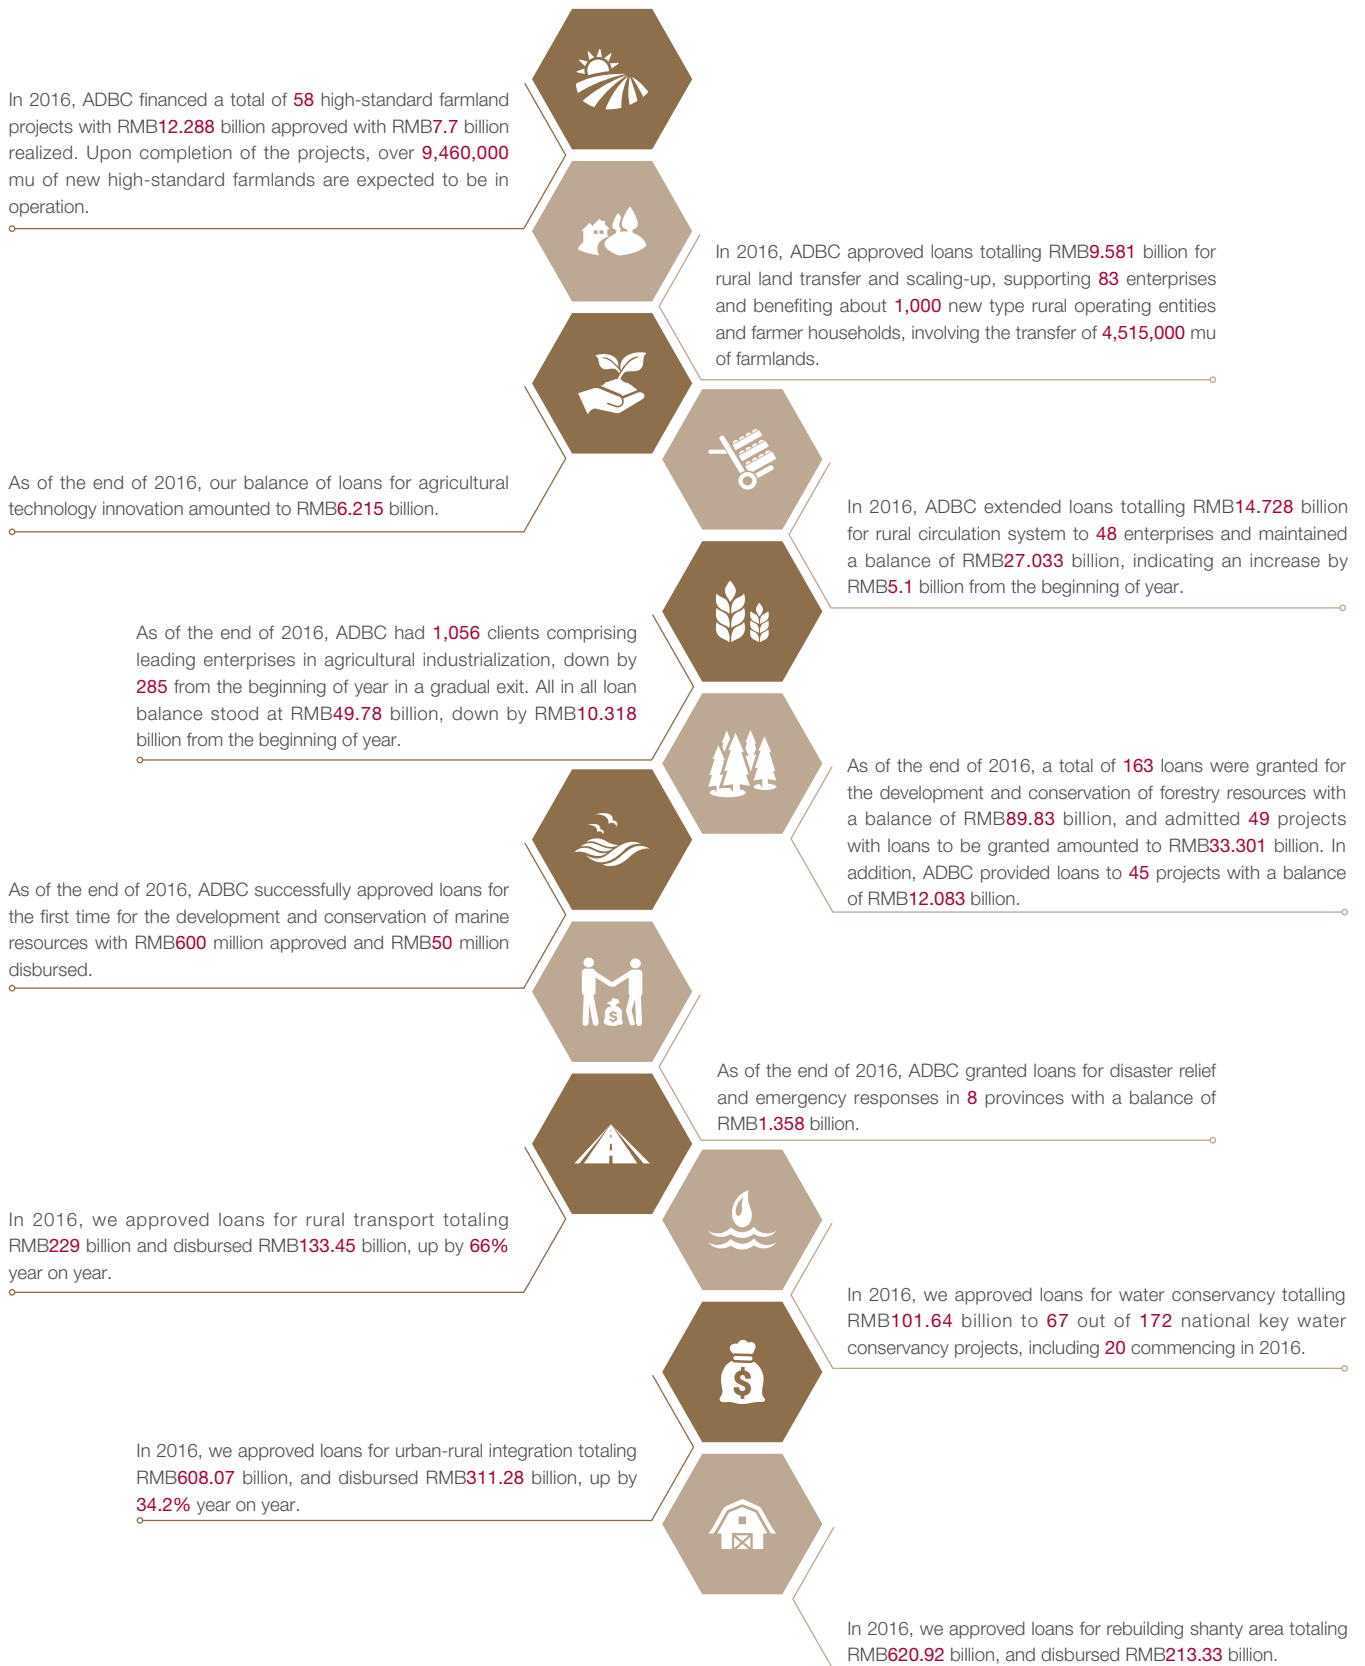 In 2016, ADBC financed a total of 58 high-standard farmland
projects with RMB12.288 billion approved with RMB7.7 billion
realized. Upon completion of the projects, over 9,460,000
mu of new high-standard farmlands are expected to be in
operation.
In 2016, ADBC approved loans totalling RMB9.581 billion for
rural land transfer and scaling-up, supporting 83 enterprises
and benefiting about 1,000 new type rural operating entities
and farmer households, involving the transfer of 4,515,000 mu
of farmlands.
As of the end of 2016, our balance of loans for agricultural
technology innovation amounted to RMB6.215 billion.
In 2016, ADBC extended loans totalling RMB14.728 billion
for rural circulation system to 48 enterprises and maintained
a balance of RMB27.033 billion, indicating an increase by
RMB5.1 billion from the beginning of year.
As of the end of 2016, ADBC had 1,056 clients comprising
leading enterprises in agricultural industrialization, down by
285 from the beginning of year in a gradual exit. All in all loan
balance stood at RMB49.78 billion, down by RMB10.318
billion from the beginning of year.
As of the end of 2016, a total of 163 loans were granted for
the development and conservation of forestry resources with
a balance of RMB89.83 billion, and admitted 49 projects
with loans to be granted amounted to RMB33.301 billion. In
addition, ADBC provided loans to 45 projects with a balance
of RMB12.083 billion.
As of the end of 2016, ADBC successfully approved loans for
the first time for the development and conservation of marine
resources with RMB600 million approved and RMB50 million
disbursed.
$
As of the end of 2016, ADBC granted loans for disaster relief
and emergency responses in 8 provinces with a balance of
RMB1.358 billion.
In 2016, we approved loans for rural transport totaling
RMB229 billion and disbursed RMB133.45 billion, up by 66%
year on year.
In 2016, we approved loans for water conservancy totalling
RMB101.64 billion to 67 out of 172 national key water
conservancy projects, including 20 commencing in 2016.
$
In 2016, we approved loans for urban-rural integration totaling
RMB608.07 billion, and disbursed RMB311.28 billion, up by
34.2% year on year.
In 2016, we approved loans for rebuilding shanty area totaling
RMB620.92 billion, and disbursed RMB213.33 billion.